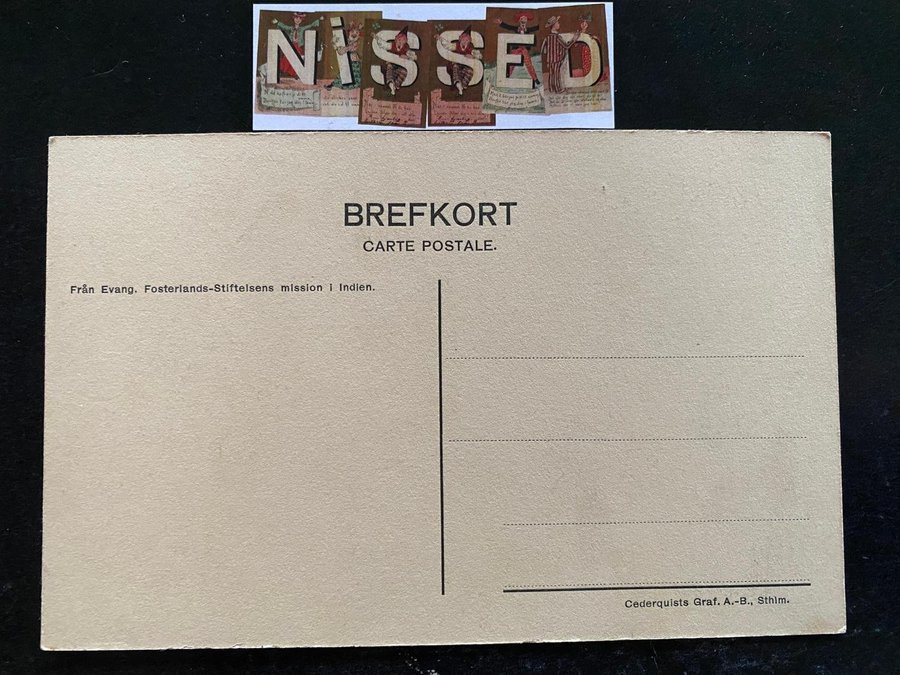 NiSSED
BREFKORT
CARTE POSTALE.
Från Evang. Fosterlands-Stiftelsens mission i Indien.
Cederquists Graf. A.-B., Sthlm.